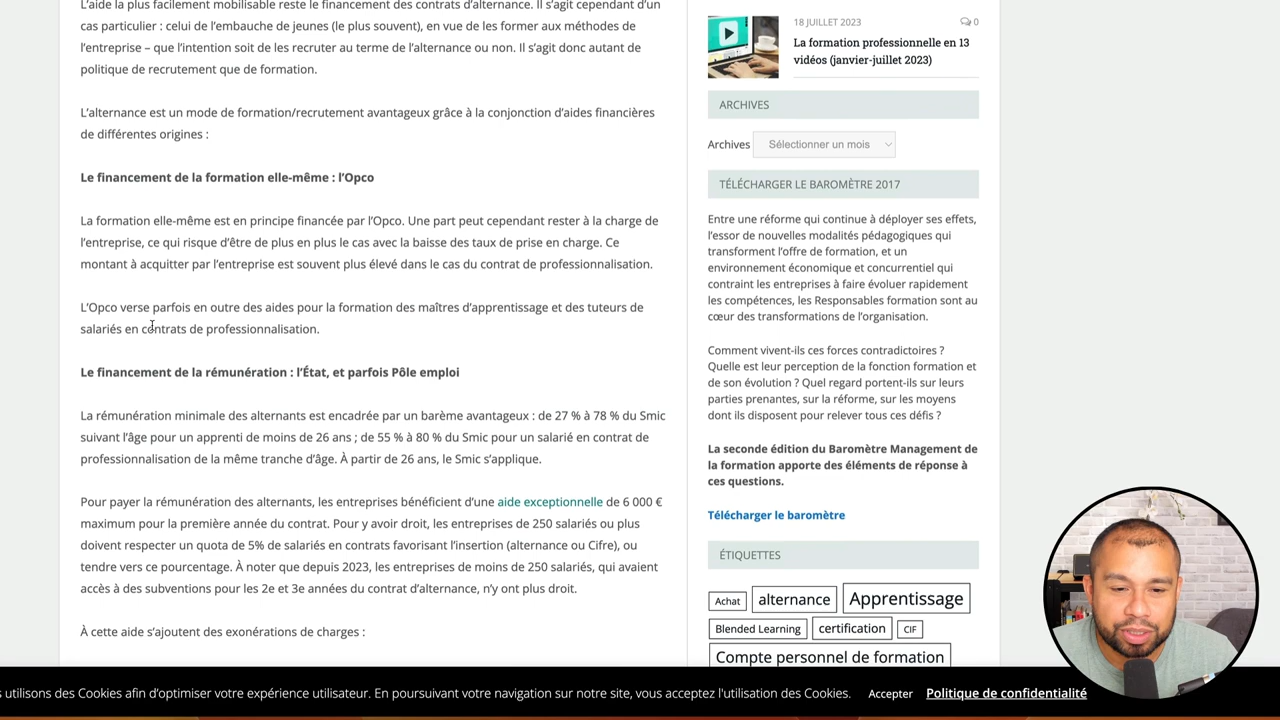 L'aide la plus facilement mobilisable reste le financement des contrats d'alternance. Il s'agit cependant d'un
cas particulier : celui de l'embauche de jeunes (le plus souvent), en vue de les former aux méthodes de
l'entreprise – que l'intention soit de les recruter au terme de l'alternance ou non. Il s'agit donc autant de
politique de recrutement que de formation.
L'alternance est un mode de formation/recrutement avantageux grâce à la conjonction d'aides financières
de différentes origines :
Le financement de la formation elle-même : l'Opco
La formation elle-même est en principe financée par l'Opco. Une part peut cependant rester à la charge de
l'entreprise, ce qui risque d'être de plus en plus le cas avec la baisse des taux de prise en charge. Ce
montant à acquitter par l'entreprise est souvent plus élevé dans le cas du contrat de professionnalisation.
L'Opco verse parfois en outre des aides pour la formation des maîtres d'apprentissage et des tuteurs de
salariés en contrats de professionnalisation.
Le financement de la rémunération : l'État, et parfois Pôle emploi
La rémunération minimale des alternants est encadrée par un barème avantageux : de 27 % à 78 % du Smic
suivant l'âge pour un apprenti de moins de 26 ans ; de 55 % à 80 % du Smic pour un salarié en contrat de
professionnalisation de la même tranche d'âge. À partir de 26 ans, le Smic s'applique.
Pour payer la rémunération des alternants, les entreprises bénéficient d'une aide exceptionnelle de 6 000 €
maximum pour la première année du contrat. Pour y avoir droit, les entreprises de 250 salariés ou plus
doivent respecter un quota de 5% de salariés en contrats favorisant l'insertion (alternance ou Cifre), ou
tendre vers ce pourcentage. À noter que depuis 2023, les entreprises de moins de 250 salariés, qui avaient
accès à des subventions pour les 2e et 3e années du contrat d'alternance, n'y ont plus droit.
À cette aide s'ajoutent des exonérations de charges :
18 JUILLET 2023
0
La formation professionnelle en 13
vidéos (janvier-juillet 2023)
ARCHIVES
Archives Sélectionner un mois
TÉLÉCHARGER LE BAROMÈTRE 2017
Entre une réforme qui continue à déployer ses effets,
l'essor de nouvelles modalités pédagogiques qui
transforment l'offre de formation, et un
environnement économique et concurrentiel qui
contraint les entreprises à faire évoluer rapidement
les compétences, les Responsables formation sont au
cœur des transformations de l'organisation.
Comment vivent-ils ces forces contradictoires ?
Quelle est leur perception de la fonction formation et
de son évolution ? Quel regard portent-ils sur leurs
parties prenantes, sur la réforme, sur les moyens
dont ils disposent pour relever tous ces défis ?
La seconde édition du Baromètre Management de
la formation apporte des éléments de réponse à
ces questions.
Télécharger le baromètre
ÉTIQUETTES
Achat alternance Apprentissage
Blended Learning certification CIF
Compte personnel de formation
s utilisons des Cookies afin d'optimiser votre expérience utilisateur. En poursuivant votre navigation sur notre site, vous acceptez l'utilisation des Cookies. Accepter Politique de confidentialité